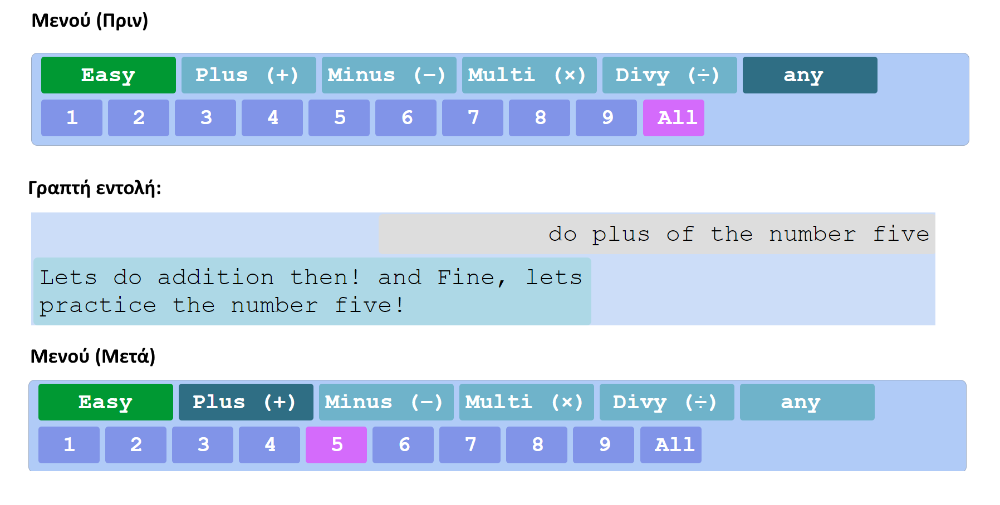 Μενού (Πριν)
Easy Plus (+) Minus (−) Multi (×) Divy (÷) any
1 2 3 4 5 6 7 8 9 All
Γραπτή εντολή:
do plus of the number five
Lets do addition then! and Fine, lets
practice the number five!
Μενού (Μετά)
Easy Plus (+) Minus (−) Multi (×) Divy (÷) any
1 2 3 4 5 6 7 8 9 All